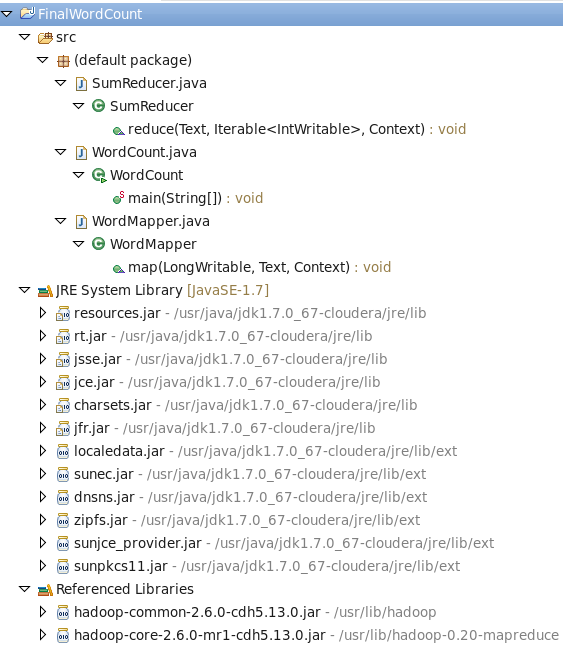 FinalWordCount
src
(default package)
SumReducer.java
SumReducer
reduce(Text, Iterable<IntWritable>, Context) : void
WordCount.java
WordCount
main(String[]) : void
WordMapper.java
WordMapper
map(LongWritable, Text, Context) : void
JRE System Library [JavaSE-1.7]
resources.jar - /usr/java/jdk1.7.0_67-cloudera/jre/lib
rt.jar - /usr/java/jdk1.7.0_67-cloudera/jre/lib
jsse.jar - /usr/java/jdk1.7.0_67-cloudera/jre/lib
jce.jar - /usr/java/jdk1.7.0_67-cloudera/jre/lib
charsets.jar - /usr/java/jdk1.7.0_67-cloudera/jre/lib
jfr.jar - /usr/java/jdk1.7.0_67-cloudera/jre/lib
localedata.jar - /usr/java/jdk1.7.0_67-cloudera/jre/lib/ext
sunec.jar - /usr/java/jdk1.7.0_67-cloudera/jre/lib/ext
dnsns.jar - /usr/java/jdk1.7.0_67-cloudera/jre/lib/ext
zipfs.jar - /usr/java/jdk1.7.0_67-cloudera/jre/lib/ext
sunjce_provider.jar - /usr/java/jdk1.7.0_67-cloudera/jre/lib/ext
sunpkcs11.jar - /usr/java/jdk1.7.0_67-cloudera/jre/lib/ext
Referenced Libraries
hadoop-common-2.6.0-cdh5.13.0.jar - /usr/lib/hadoop
hadoop-core-2.6.0-mr1-cdh5.13.0.jar - /usr/lib/hadoop-0.20-mapreduce